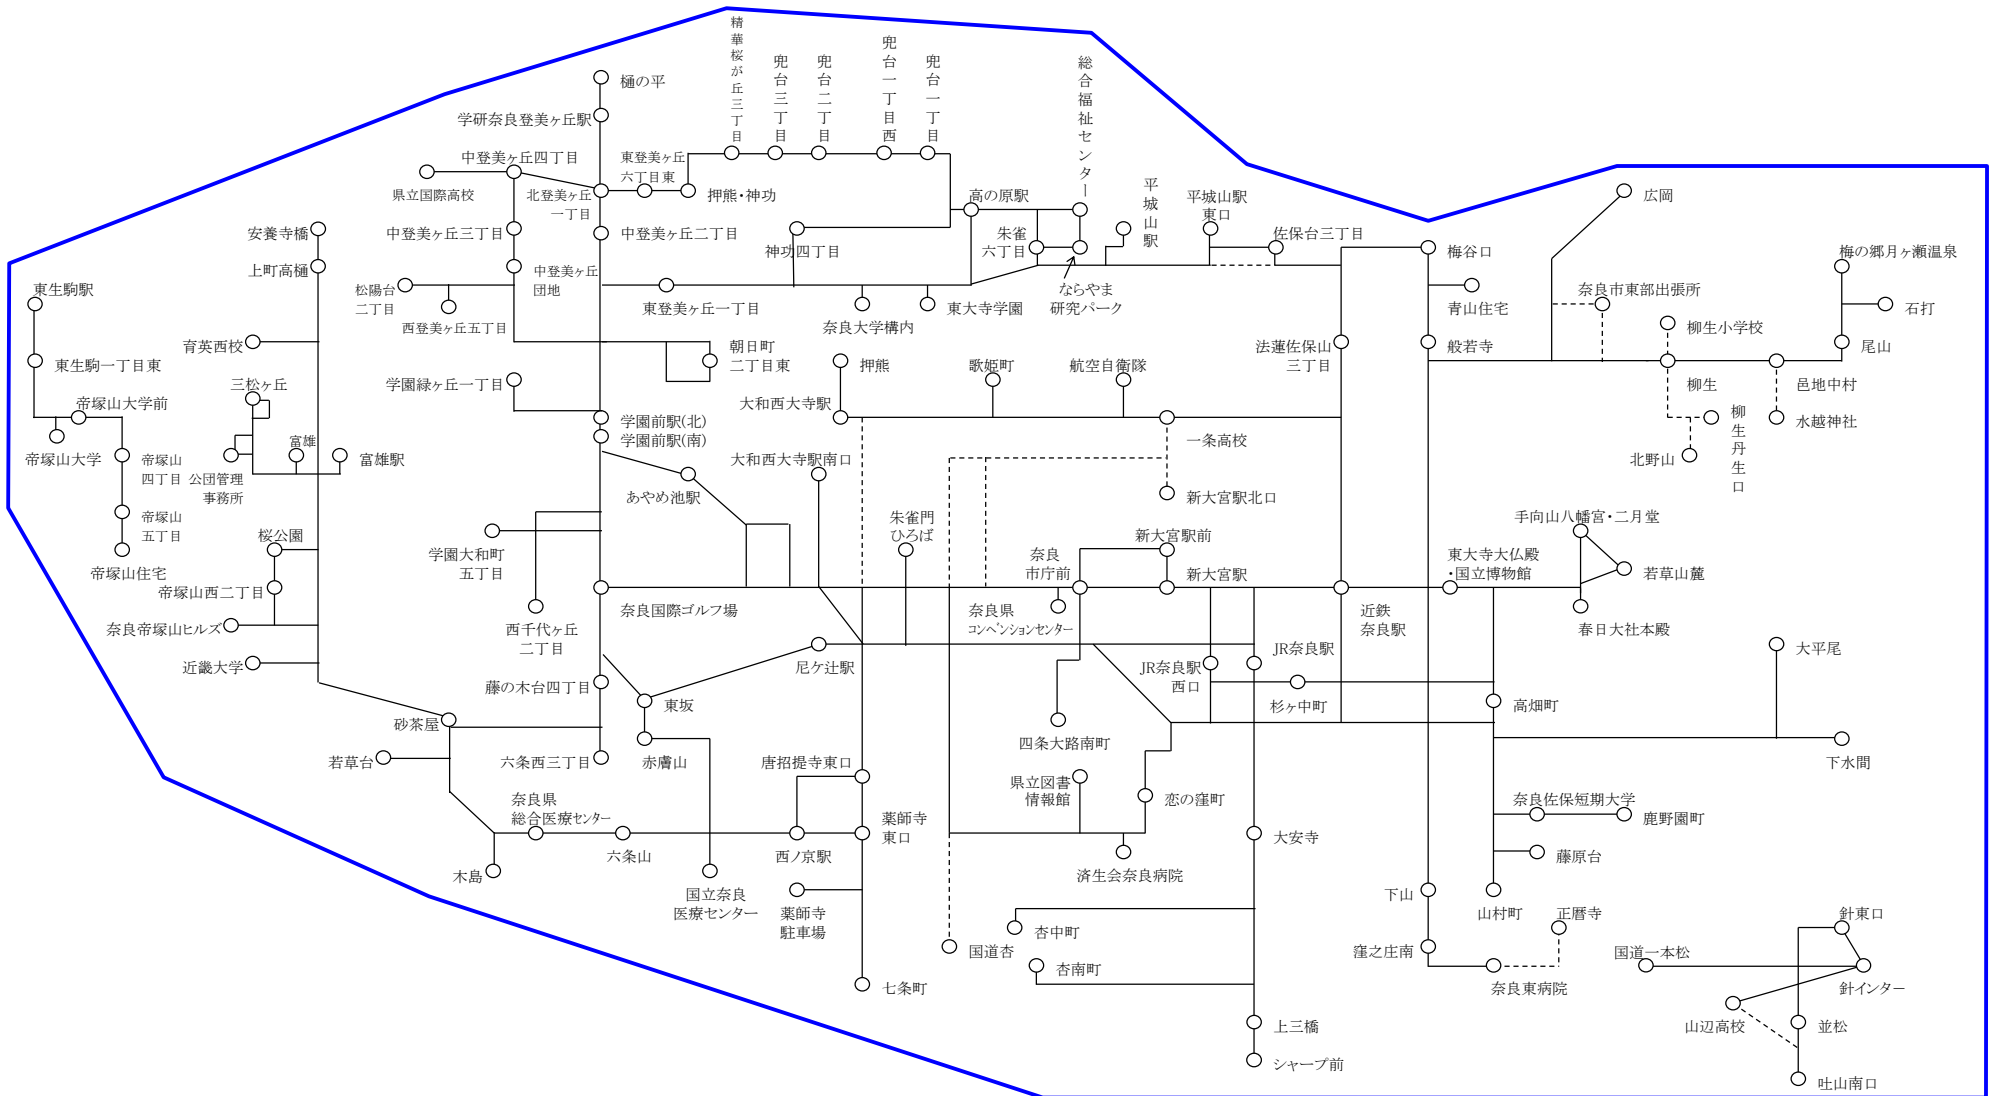 精華桜が丘三丁目
兜台三丁目
兜台二丁目
兜台一丁目西
兜台一丁目
総合福祉センター
樋の平
学研奈良登美ヶ丘駅
中登美ヶ丘四丁目
東登美ヶ丘
六丁目東
県立国際高校
北登美ヶ丘
一丁目
押熊・神功
高の原駅
平城山駅
平城山駅
東口
広岡
安養寺橋
中登美ヶ丘三丁目
中登美ヶ丘二丁目
神功四丁目
朱雀
六丁目
佐保台三丁目
梅谷口
梅の郷月ヶ瀬温泉
上町高樋
中登美ヶ丘
団地
東生駒駅
松陽台
二丁目
西登美ヶ丘五丁目
東登美ヶ丘一丁目
奈良大学構内
東大寺学園
ならやま
研究パーク
青山住宅
奈良市東部出張所
石打
柳生小学校
育英西校
朝日町
二丁目東
法蓮佐保山
三丁目
般若寺
尾山
東生駒一丁目東
三松ヶ丘
学園緑ヶ丘一丁目
押熊
歌姫町
航空自衛隊
柳生
邑地中村
帝塚山大学前
大和西大寺駅
学園前駅(北)
学園前駅(南)
一条高校
柳生丹生口
水越神社
帝塚山大学
帝塚山
四丁目
公団管理
事務所
富雄
富雄駅
大和西大寺駅南口
北野山
あやめ池駅
新大宮駅北口
帝塚山
五丁目
桜公園
朱雀門
ひろば
手向山八幡宮・二月堂
帝塚山住宅
学園大和町
五丁目
奈良
市庁前
新大宮駅前
新大宮駅
東大寺大仏殿
・国立博物館
若草山麓
帝塚山西二丁目
奈良国際ゴルフ場
奈良県
コンベンションセンター
近鉄
奈良駅
春日大社本殿
奈良帝塚山ヒルズ
西千代ヶ丘
二丁目
近畿大学
尼ケ辻駅
JR奈良駅
西口
JR奈良駅
大平尾
藤の木台四丁目
東坂
杉ヶ中町
高畑町
砂茶屋
四条大路南町
若草台
六条西三丁目
赤膚山
唐招提寺東口
下水間
県立図書
情報館
恋の窪町
奈良県
総合医療センター
奈良佐保短期大学
鹿野園町
薬師寺
東口
六条山
西ノ京駅
大安寺
藤原台
木島
済生会奈良病院
国立奈良
医療センター
薬師寺
駐車場
下山
山村町
正暦寺
針東口
杏中町
国道杏
窪之庄南
国道一本松
杏南町
七条町
奈良東病院
針インター
上三橋
山辺高校
並松
シャープ前
吐山南口